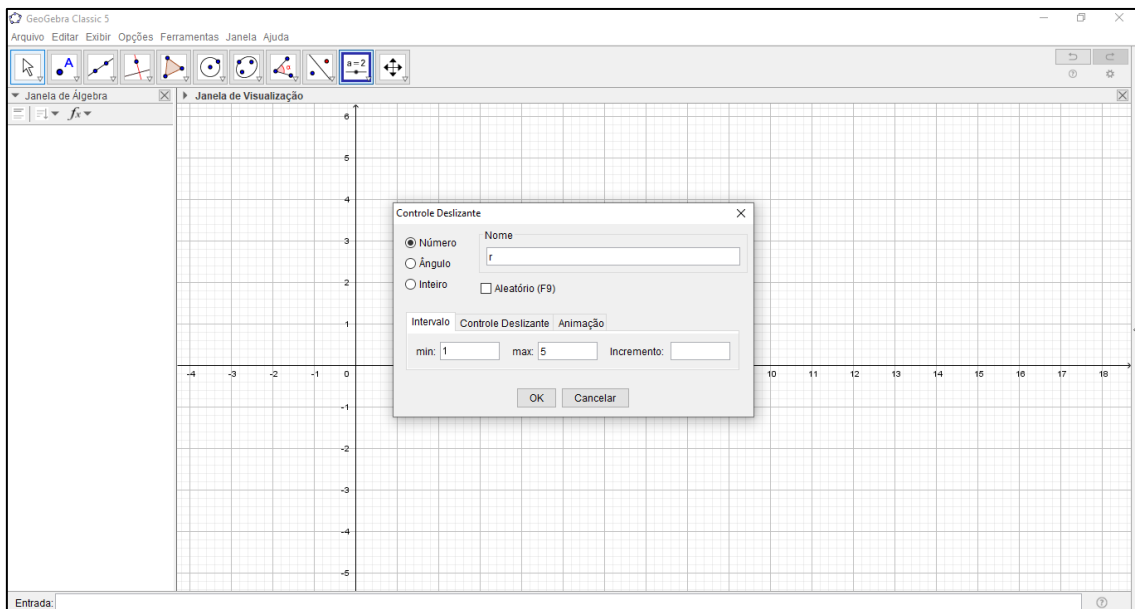 GeoGebra Classic 5
Arquivo Editar Exibir Opções Ferramentas Janela Ajuda
A
α
a=2
Janela de Álgebra
Janela de Visualização
fx
6
5
4
3
2
1
-4 -3 -2 -1 0 10 11 12 13 14 15 16 17 18
-1
-2
-3
-4
-5
Controle Deslizante
Número
Ângulo
Inteiro
Nome
r
Aleatório (F9)
Intervalo Controle Deslizante Animação
min: 1 max: 5 Incremento:
OK Cancelar
Entrada: